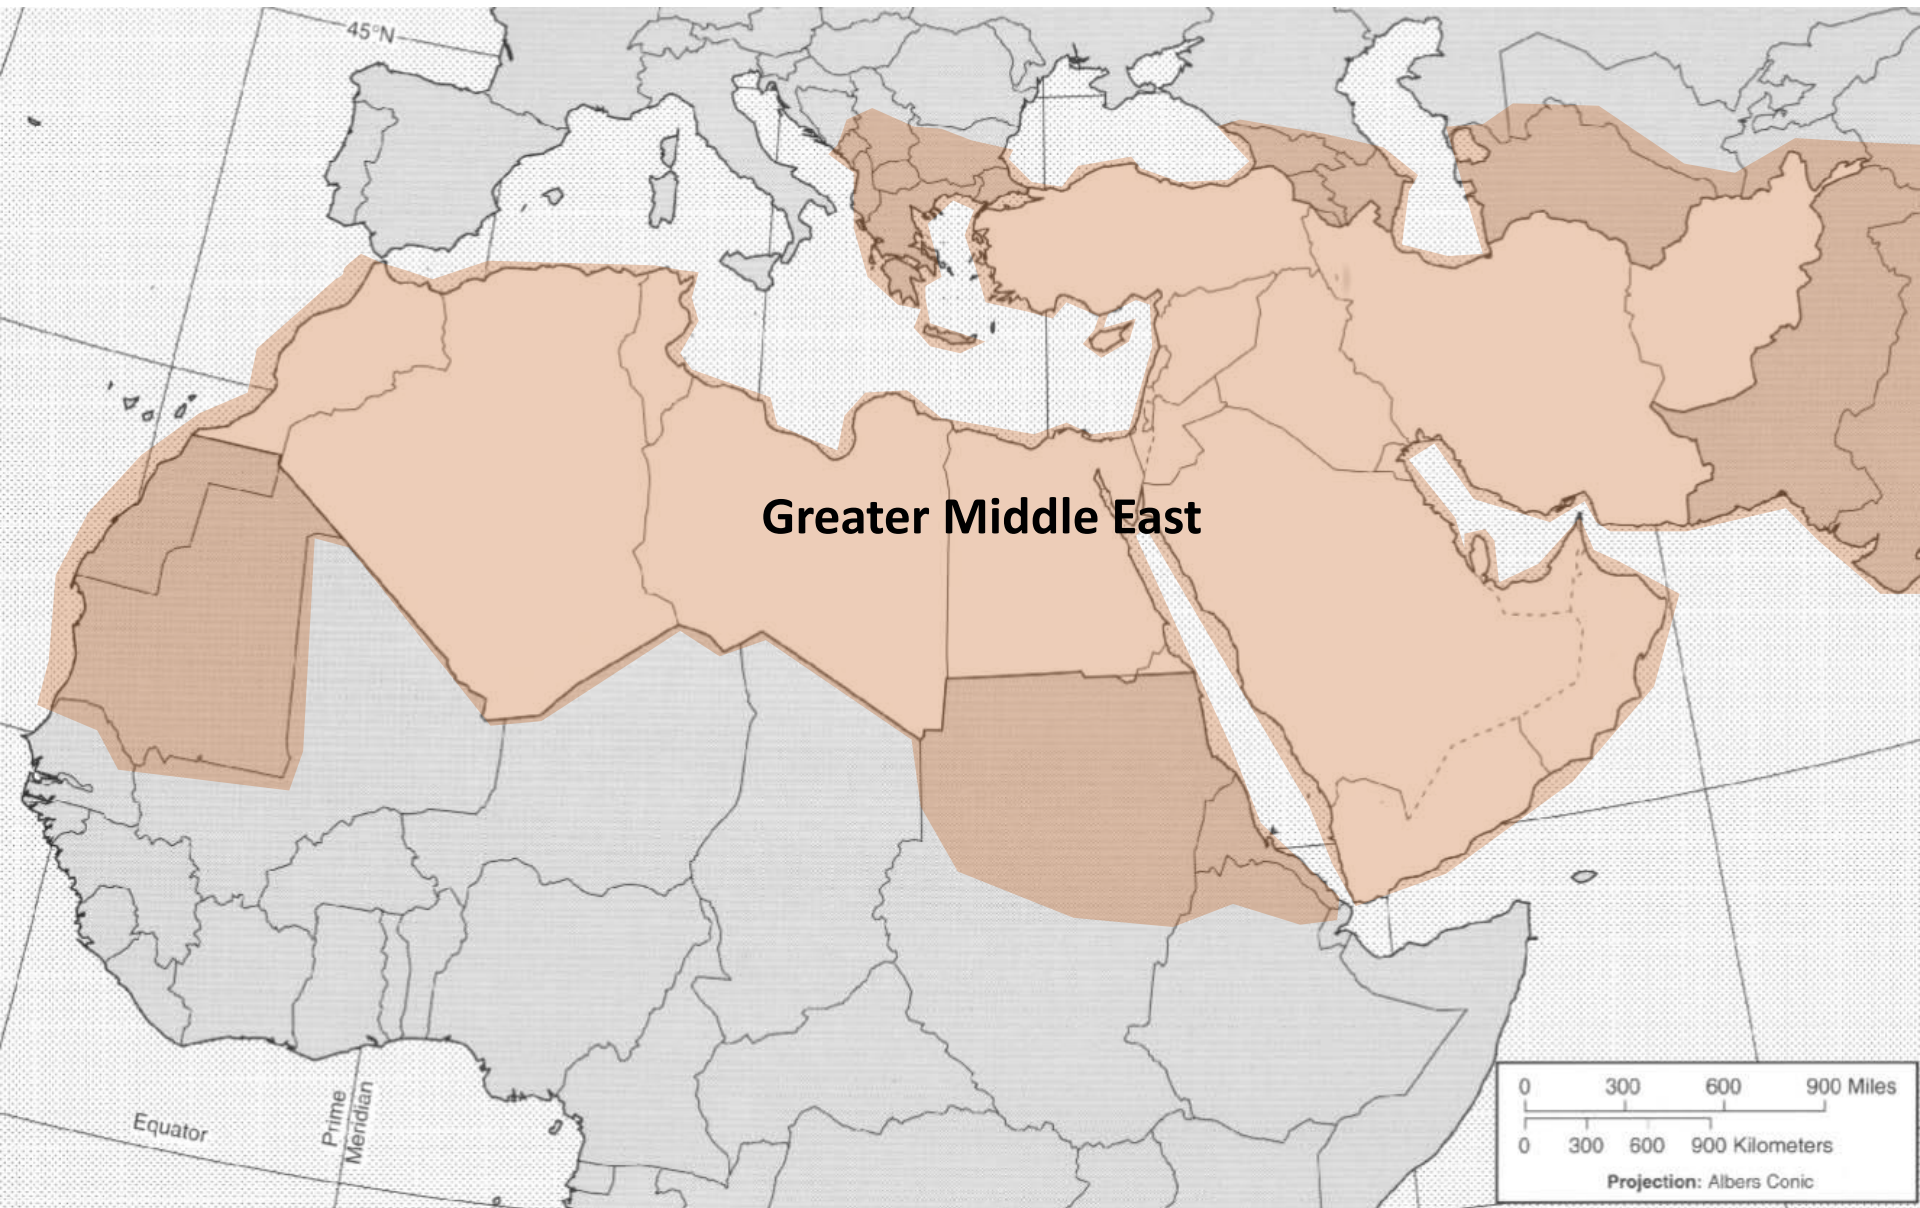 45°N
Greater Middle East
Equator
Prime
Meridian
0 300 600 900 Miles
0 300 600 900 Kilometers
Projection: Albers Conic